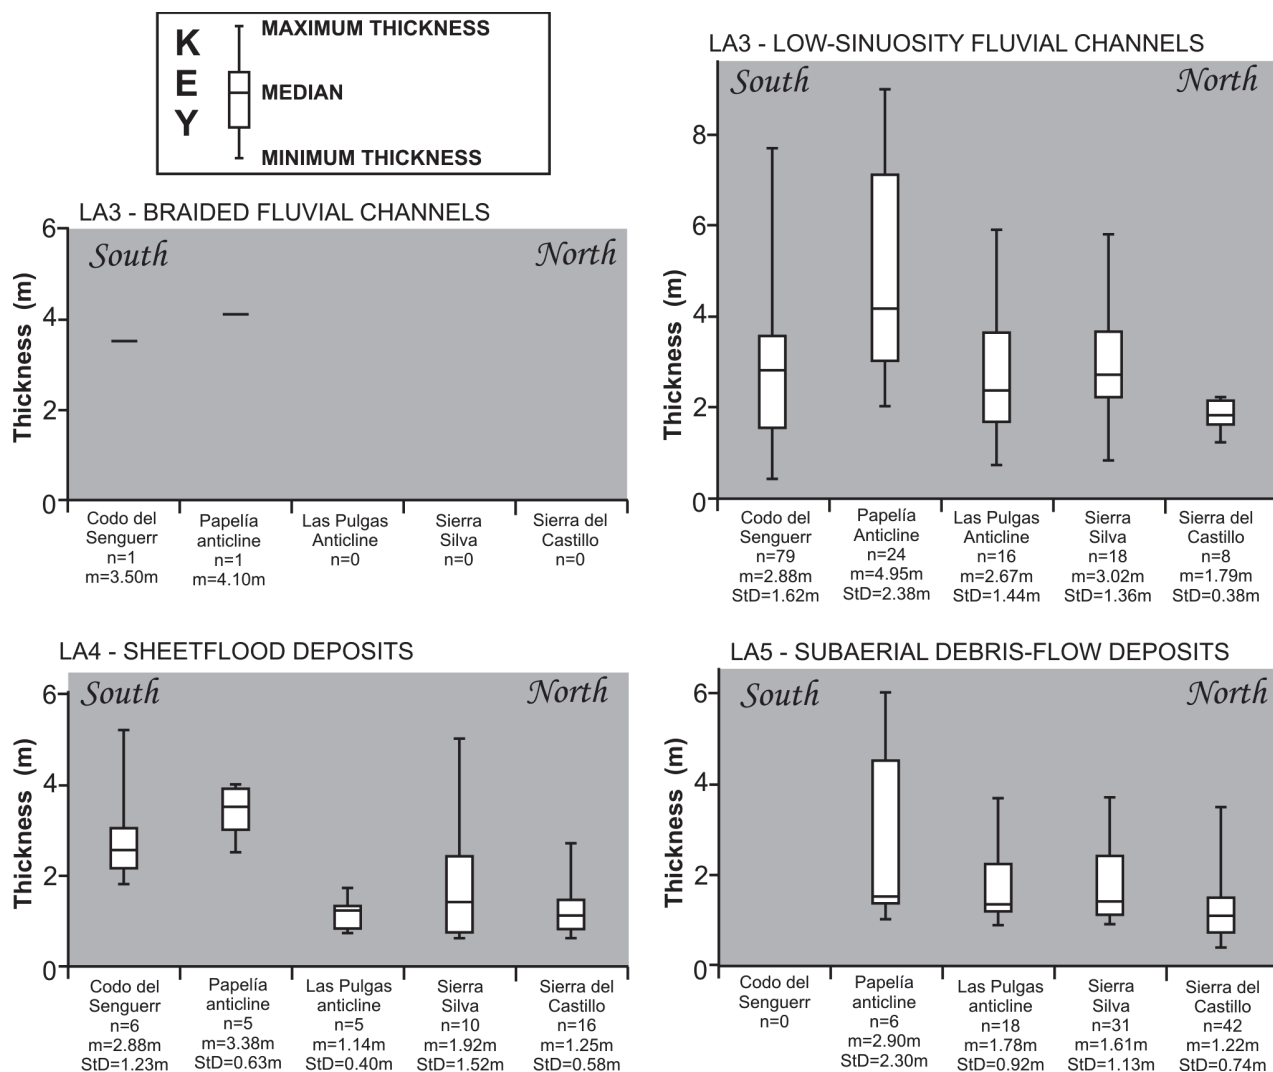 K
E
Y
MAXIMUM THICKNESS
MEDIAN
MINIMUM THICKNESS
LA3 - BRAIDED FLUVIAL CHANNELS
South
North
Thickness (m)
6
4
2
0
Codo del
Senguerr
n=1
m=3.50m
Papelía
anticline
n=1
m=4.10m
Las Pulgas
Anticline
n=0
Sierra
Silva
n=0
Sierra del
Castillo
n=0
LA3 - LOW-SINUOSITY FLUVIAL CHANNELS
South
North
Thickness (m)
8
6
4
2
0
Codo del
Senguerr
n=79
m=2.88m
StD=1.62m
Papelía
Anticline
n=24
m=4.95m
StD=2.38m
Las Pulgas
Anticline
n=16
m=2.67m
StD=1.44m
Sierra
Silva
n=18
m=3.02m
StD=1.36m
Sierra del
Castillo
n=8
m=1.79m
StD=0.38m
LA4 - SHEETFLOOD DEPOSITS
South
North
Thickness (m)
6
4
2
0
Codo del
Senguerr
n=6
m=2.88m
StD=1.23m
Papelía
anticline
n=5
m=3.38m
StD=0.63m
Las Pulgas
anticline
n=5
m=1.14m
StD=0.40m
Sierra
Silva
n=10
m=1.92m
StD=1.52m
Sierra del
Castillo
n=16
m=1.25m
StD=0.58m
LA5 - SUBAERIAL DEBRIS-FLOW DEPOSITS
South
North
Thickness (m)
6
4
2
0
Codo del
Senguerr
n=0
Papelía
anticline
n=6
m=2.90m
StD=2.30m
Las Pulgas
anticline
n=18
m=1.78m
StD=0.92m
Sierra
Silva
n=31
m=1.61m
StD=1.13m
Sierra del
Castillo
n=42
m=1.22m
StD=0.74m